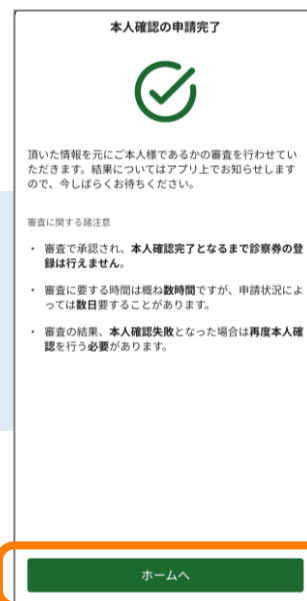 本人確認の申請完了
頂いた情報を元にご本人様であるかの審査を行わせてい
ただきます。結果についてはアプリ上でお知らせします
ので、今しばらくお待ちください。
審査に関する諸注意
・ 審査で承認され、本人確認完了となるまで診察券の登
録は行えません。
・ 審査に要する時間は概ね数時間ですが、申請状況によ
っては数日要することがあります。
・ 審査の結果、本人確認失敗となった場合は再度本人確
認を行う必要があります。
ホームへ